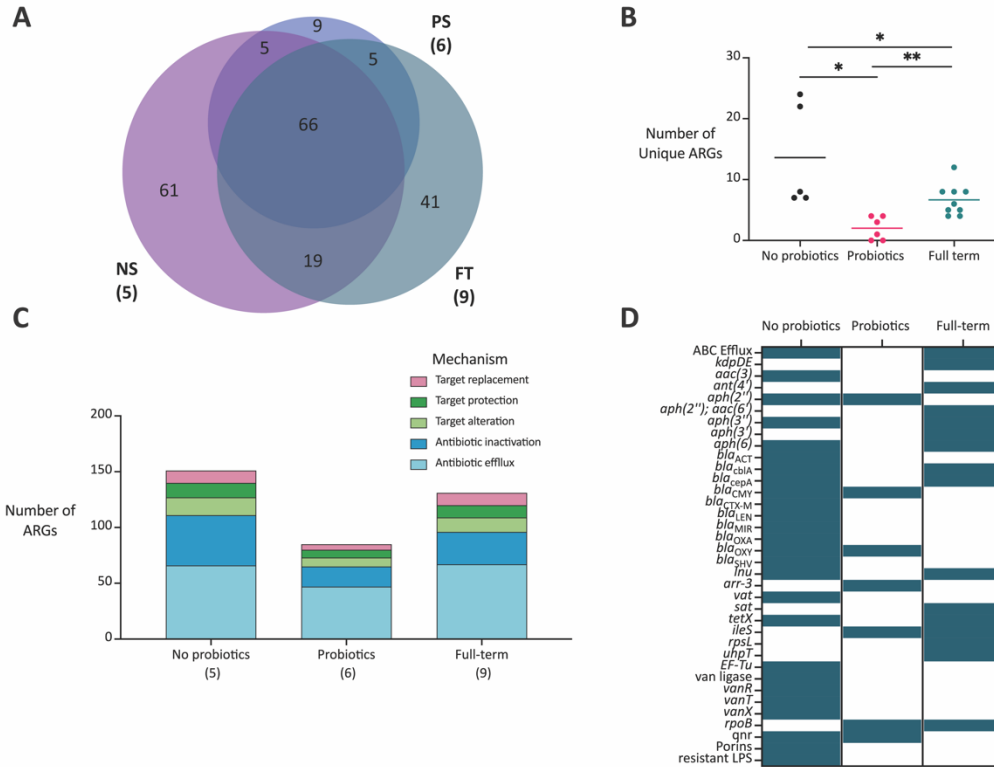 A
PS
(6)
9
5
5
66
61
41
19
NS
(5)
FT
(9)
B
*
*
**
30
20
10
0
Number of
Unique ARGs
No probiotics
Probiotics
Full term
C
Mechanism
Target replacement
Target protection
Target alteration
Antibiotic inactivation
Antibiotic effllux
200
150
100
50
0
Number of
ARGs
No probiotics
(5)
Probiotics
(6)
Full-term
(9)
D
No probiotics
Probiotics
Full-term
ABC Efflux
kdpDE
aac(3)
ant(4')
aph(2'')
aph(2''); aac(6')
aph(3'')
aph(3')
aph(6)
blaACT
blacblA
blacepA
blaCMY
blaCTX-M
blaLEN
blaMIR
blaOXA
blaOXY
blaSHV
lnu
arr-3
vat
sat
tetX
ileS
rpsL
uhpT
EF-Tu
van ligase
vanR
vanT
vanX
rpoB
qnr
Porins
resistant LPS